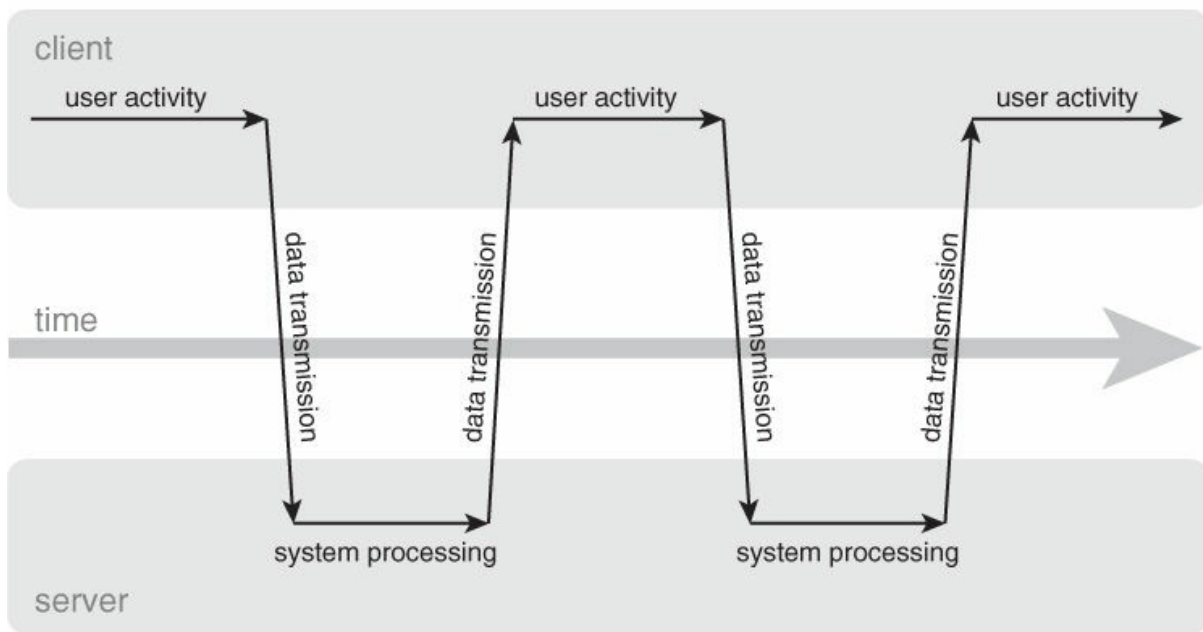 client
user activity
user activity
user activity
data transmission
data transmission
data transmission
data transmission
time
system processing
system processing
server